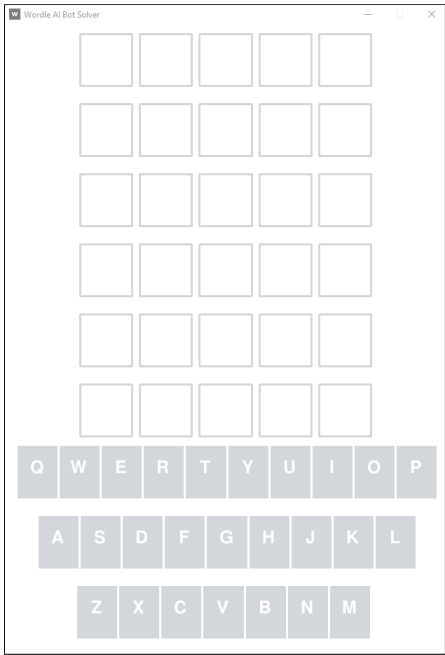 W Wordle AI Bot Solver
Q W E R T Y U I O P
A S D F G H J K L
Z X C V B N M